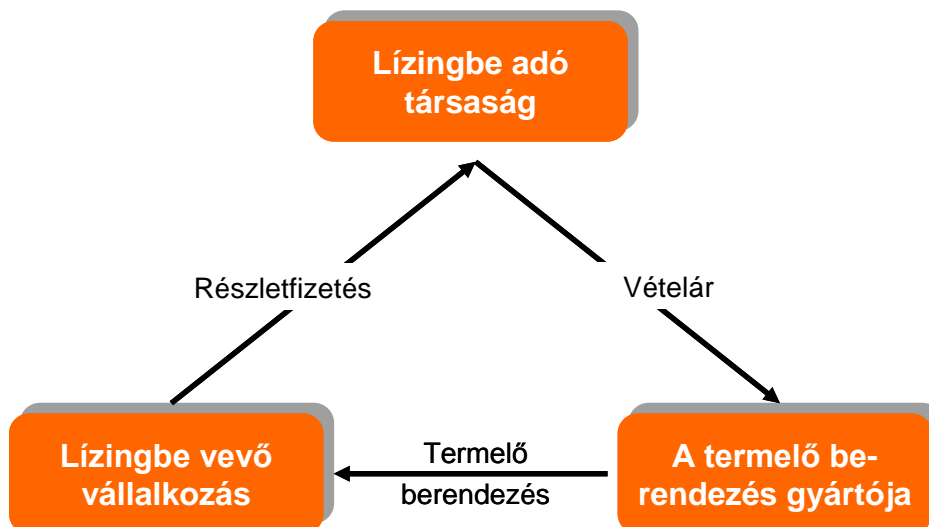 Lízingbe adó
társaság
Részletfizetés
Vételár
Lízingbe vevő
vállalkozás
Termelő
berendezés
A termelő be-
rendezés gyártója